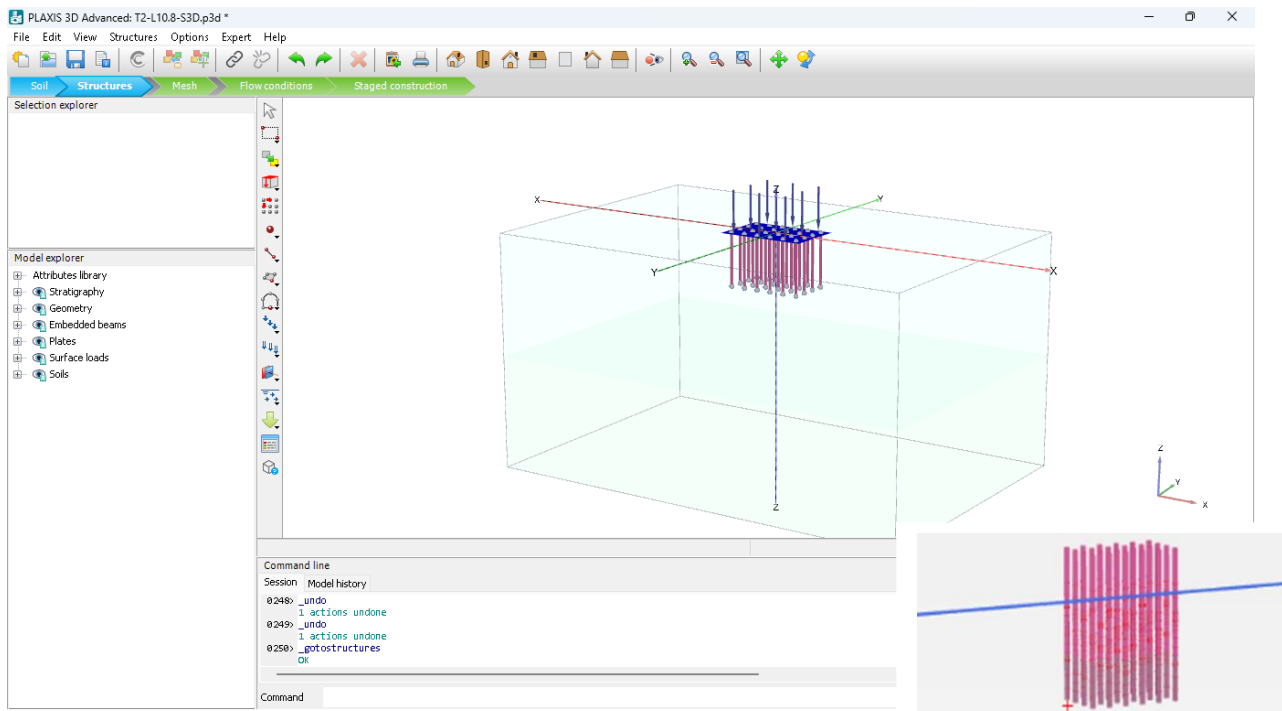 PLAXIS 3D Advanced: T2-L10.8-S3D.p3d *
File Edit View Structures Options Expert Help
Soil Structures Mesh Flow conditions Staged construction
Selection explorer
Model explorer
Attributes library
Stratigraphy
Geometry
Embedded beams
Plates
Surface loads
Soils
Z
X
Y
Y
X
Z
Z
Y
X
Command line
Session Model history
0248> _undo
1 actions undone
0249> _undo
1 actions undone
0250> _gotostructures
OK
Command